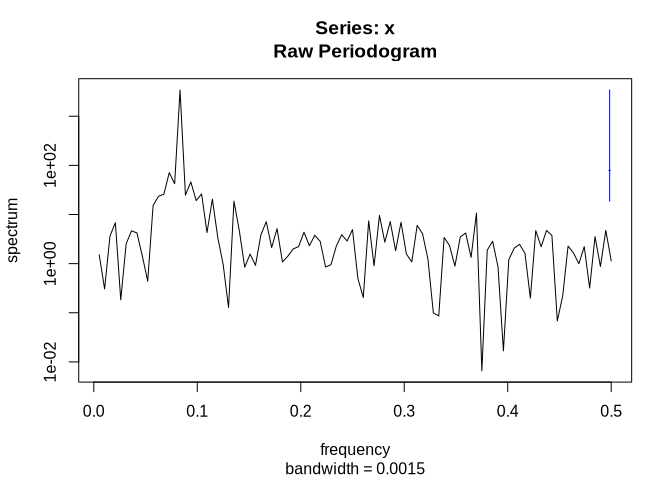 Series: x
Raw Periodogram
spectrum
1e+02
1e+00
1e-02
0.0 0.1 0.2 0.3 0.4 0.5
frequency
bandwidth = 0.0015